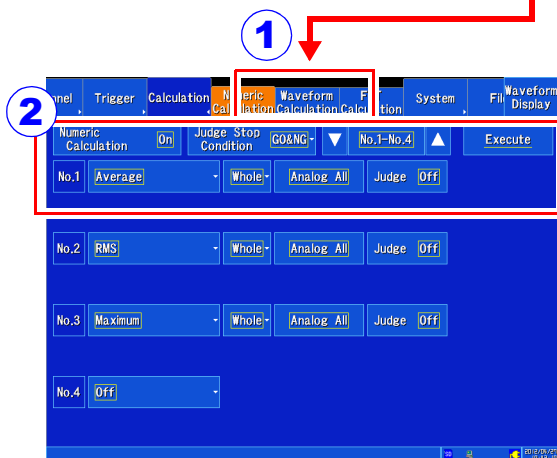 1
nnel Trigger Calculation Numeric Calculation Waveform Calculation FFT Calculation System File Waveform Display
2
Numeric Calculation On Judge Stop Condition GO&NG No.1-No.4 Execute
No.1 Average Whole Analog All Judge Off
No.2 RMS Whole Analog All Judge Off
No.3 Maximum Whole Analog All Judge Off
No.4 Off